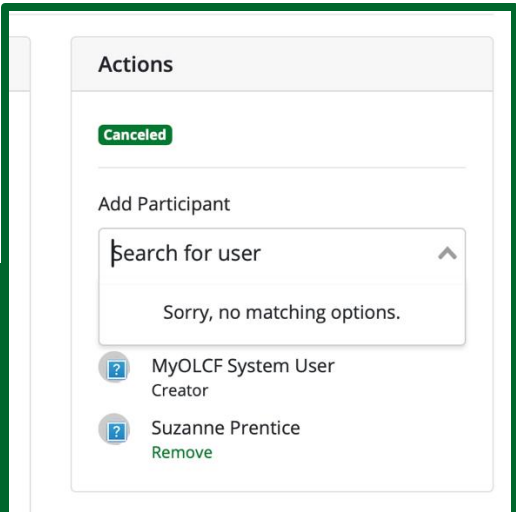 Actions
Canceled
Add Participant
Search for user
Sorry, no matching options.
MyOLCF System User
Creator
Suzanne Prentice
Remove